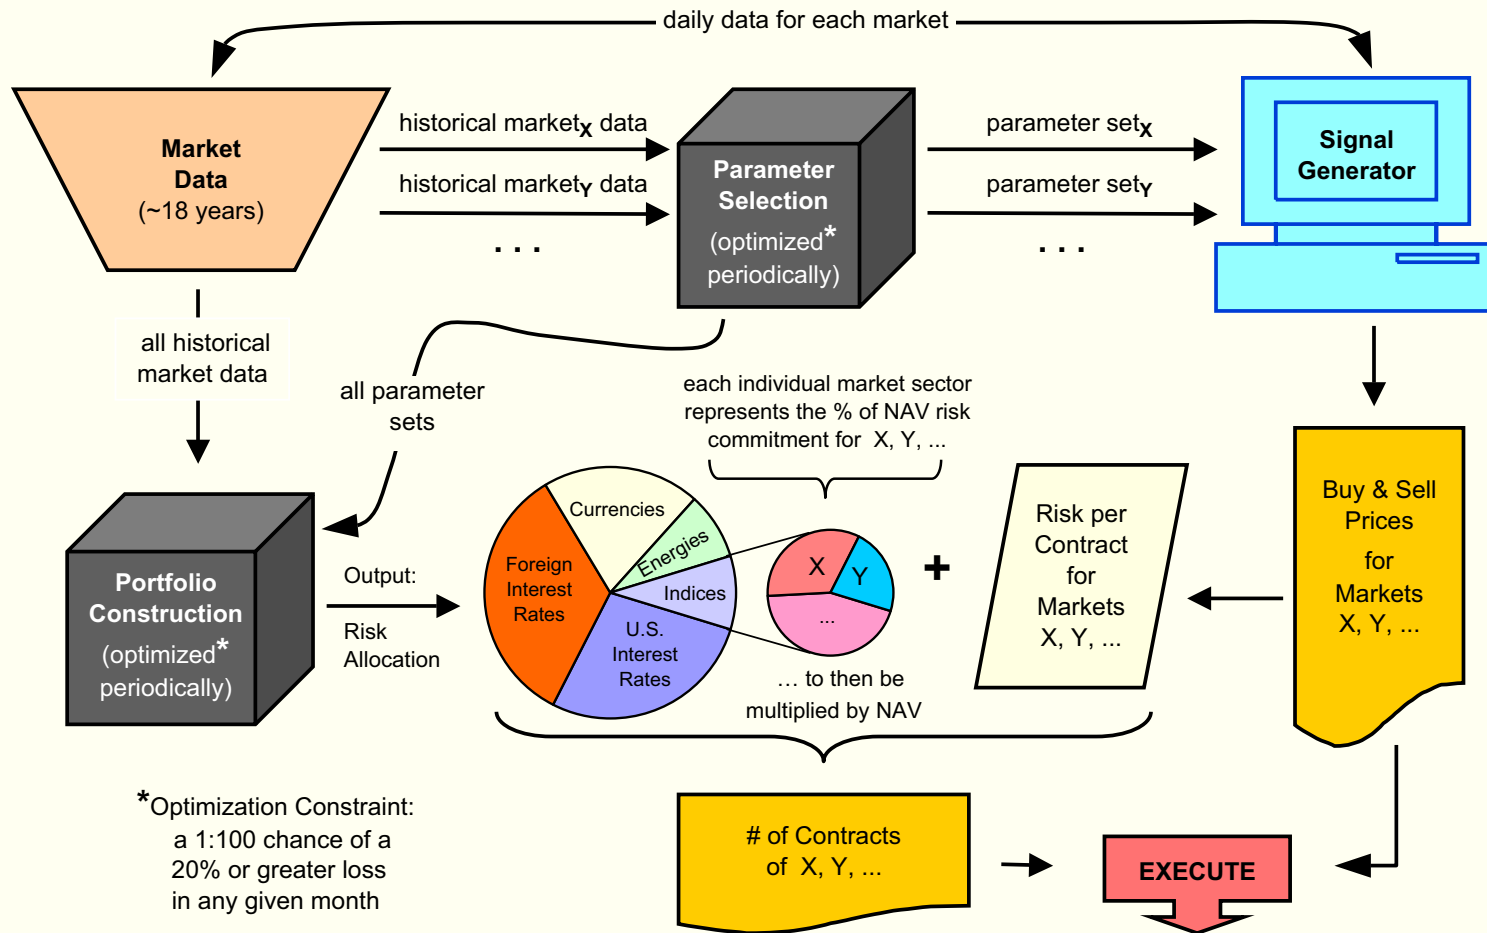 daily data for each market
Market
Data
(~18 years)
historical marketX data
historical marketY data
. . .
Parameter
Selection
(optimized*
periodically)
parameter setX
parameter setY
. . .
Signal
Generator
all historical
market data
all parameter
sets
each individual market sector
represents the % of NAV risk
commitment for X, Y, ...
Portfolio
Construction
(optimized*
periodically)
Output:
Risk
Allocation
Currencies
Energies
Foreign
Interest
Rates
Indices
U.S.
Interest
Rates
X
Y
...
… to then be
multiplied by NAV
+
Risk per
Contract
for
Markets
X, Y, ...
Buy & Sell
Prices
for
Markets
X, Y, ...
*Optimization Constraint:
a 1:100 chance of a
20% or greater loss
in any given month
# of Contracts
of X, Y, ...
EXECUTE